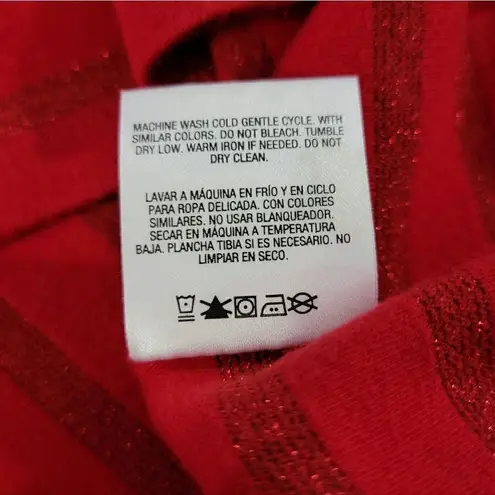 MACHINE WASH COLD GENTLE CYCLE. WITH
SIMILAR COLORS. DO NOT BLEACH. TUMBLE
DRY LOW. WARM IRON IF NEEDED. DO NOT
DRY CLEAN.
LAVAR A MÁQUINA EN FRÍO Y EN CICLO
PARA ROPA DELICADA. CON COLORES
SIMILARES. NO USAR BLANQUEADOR.
SECAR EN MÁQUINA A TEMPERATURA
BAJA. PLANCHA TIBIA SI ES NECESARIO. NO
LIMPIAR EN SECO.